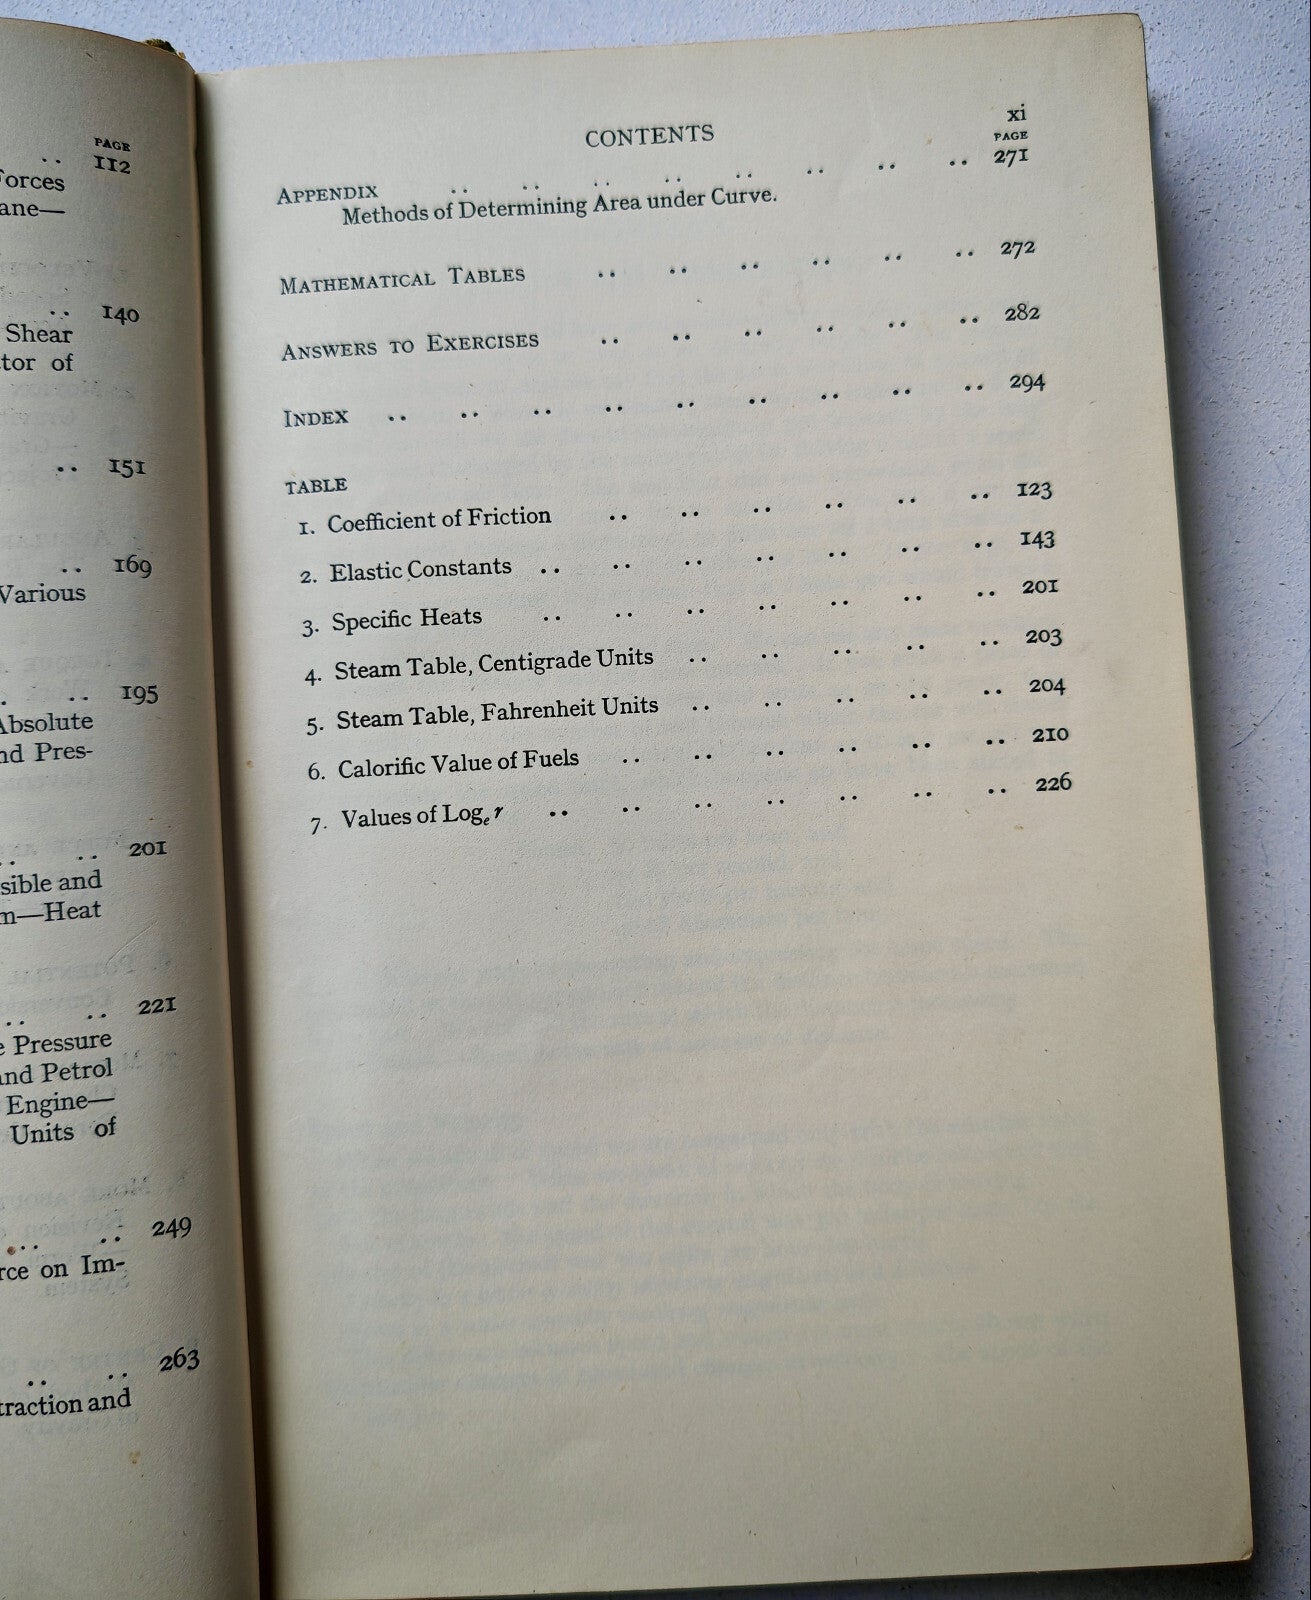 PAGE
.. 112
Forces
ane—
.. 140
Shear
tor of
.. 151
.. 169
Various
. .. 195
Absolute
nd Pres-
.. .. 201
sible and
m—Heat
.. .. 221
e Pressure
and Petrol
Engine—
Units of
.. .. 249
rce on Im-
.. .. 263
traction and
CONTENTS xi
PAGE
APPENDIX .. .. .. .. .. .. .. .. 271
Methods of Determining Area under Curve.
MATHEMATICAL TABLES .. .. .. .. .. .. 272
ANSWERS TO EXERCISES .. .. .. .. .. .. 282
INDEX .. .. .. .. .. .. .. .. .. 294
TABLE
1. Coefficient of Friction .. .. .. .. .. .. 123
2. Elastic Constants .. .. .. .. .. .. .. 143
3. Specific Heats .. .. .. .. .. .. .. 201
4. Steam Table, Centigrade Units .. .. .. .. .. 203
5. Steam Table, Fahrenheit Units .. .. .. .. .. 204
6. Calorific Value of Fuels .. .. .. .. .. .. 210
7. Values of Logₑ r .. .. .. .. .. .. .. 226